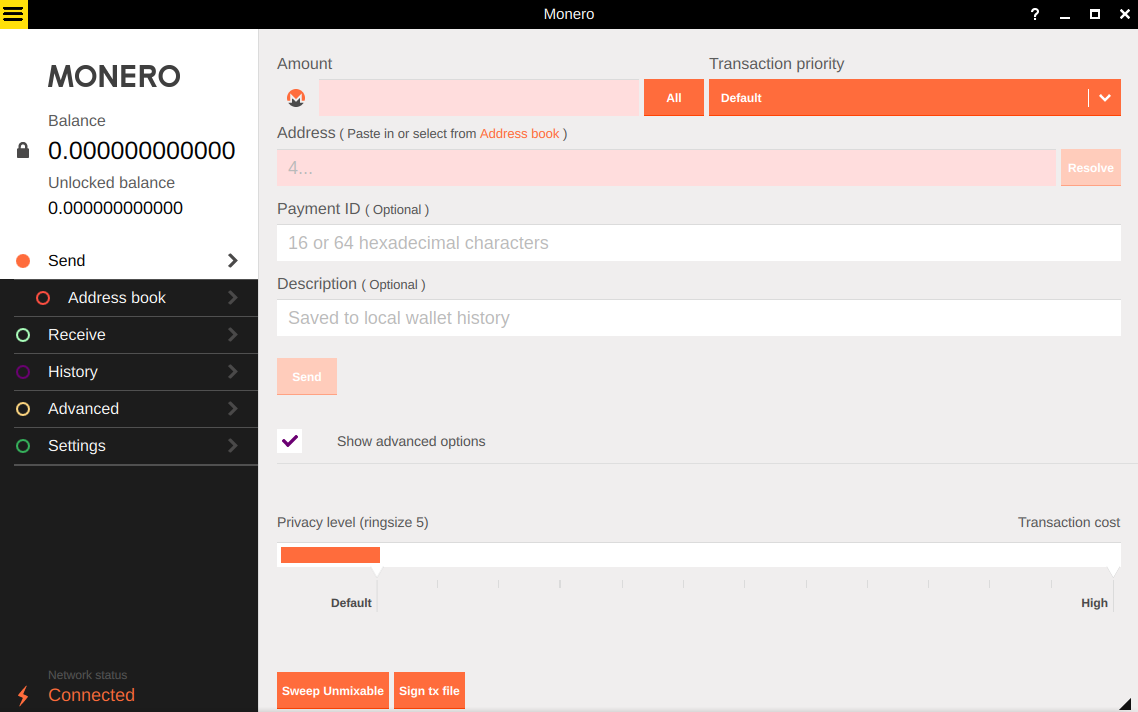 Monero
?
MONERO
Balance
0.000000000000
Unlocked balance
0.000000000000
Send
Address book
Receive
History
Advanced
Settings
Network status
Connected
Amount
Transaction priority
All
Default
Address ( Paste in or select from Address book )
4...
Resolve
Payment ID ( Optional )
16 or 64 hexadecimal characters
Description ( Optional )
Saved to local wallet history
Send
Show advanced options
Privacy level (ringsize 5)
Transaction cost
Default
High
Sweep Unmixable
Sign tx file